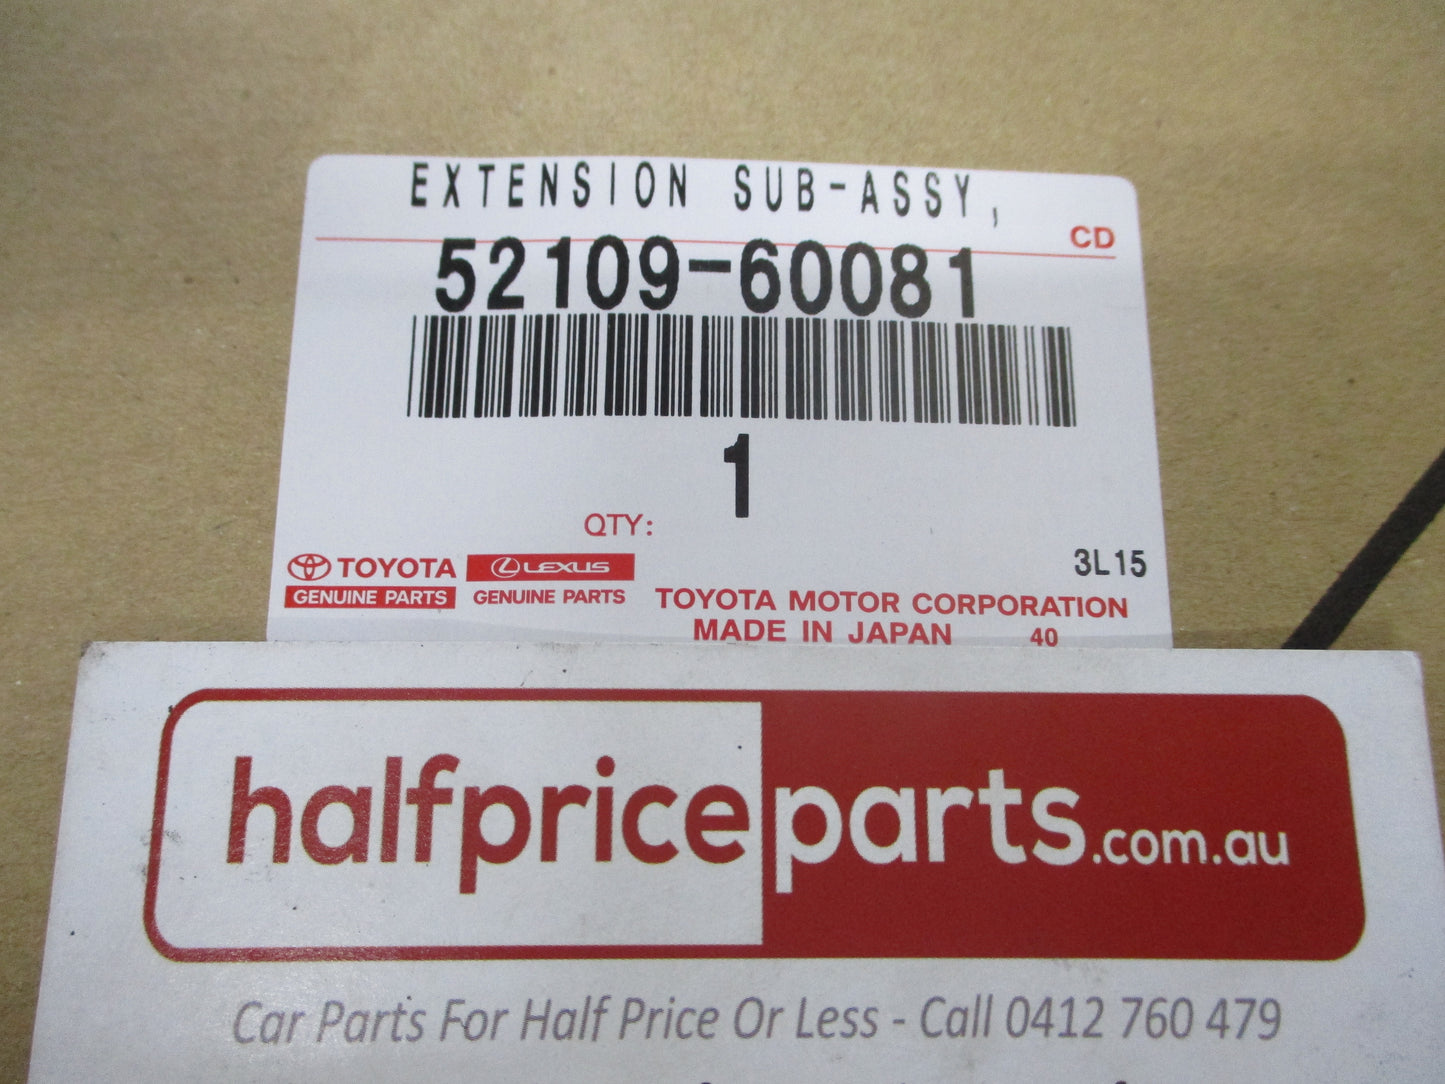 EXTENSION SUB-ASSY,
CD
52109-60081
1
QTY:
3L15
TOYOTA LEXUS
GENUINE PARTS GENUINE PARTS
TOYOTA MOTOR CORPORATION
MADE IN JAPAN 40
halfpriceparts.com.au
Car Parts For Half Price Or Less - Call 0412 760 479